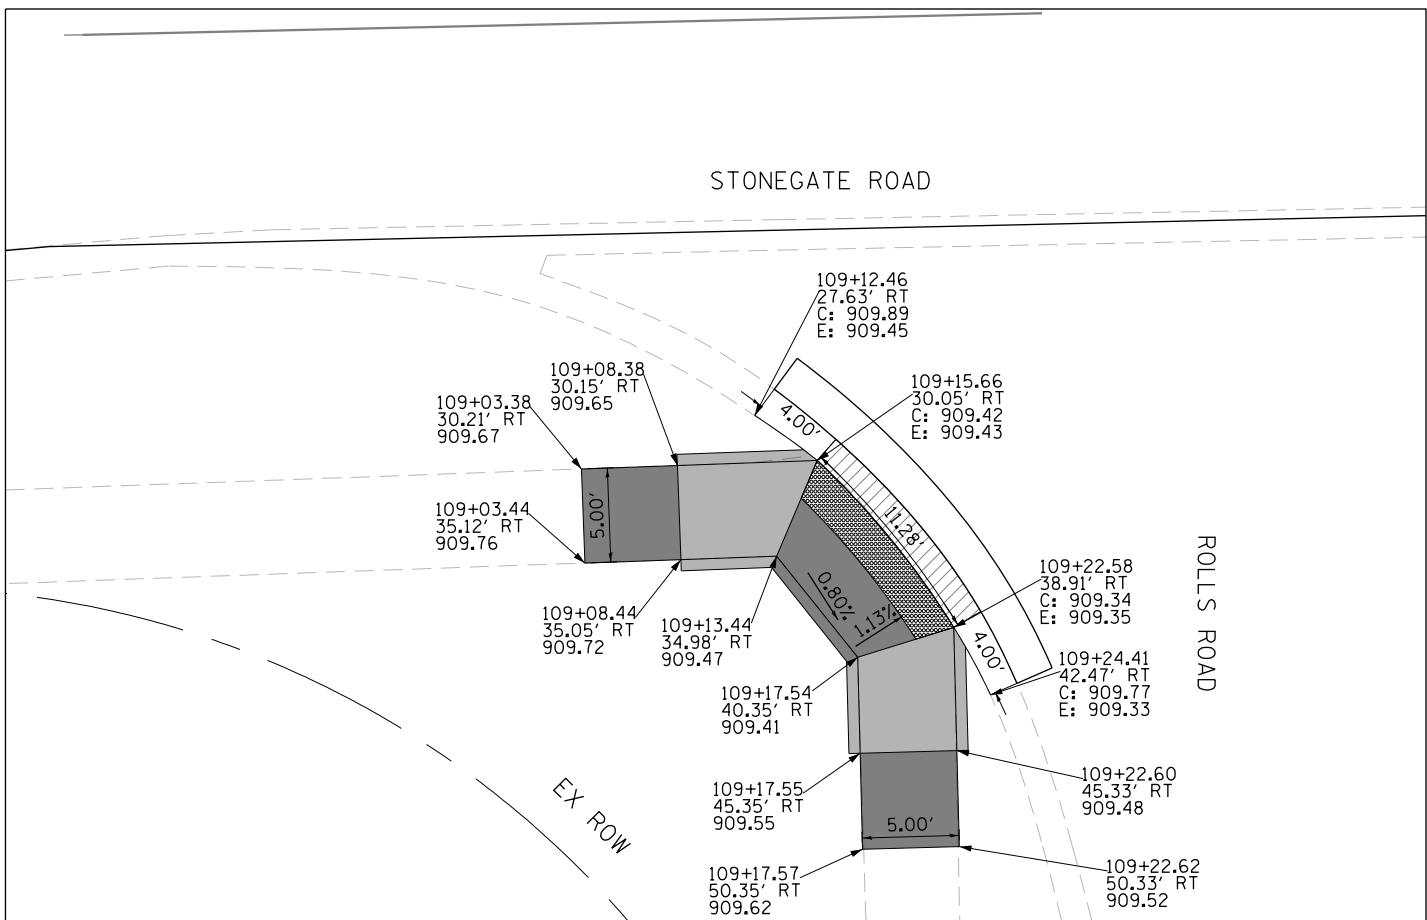 STONEGATE ROAD
109+12.46
27.63' RT
C: 909.89
E: 909.45
109+08.38
30.15' RT
909.65
109+15.66
30.05' RT
C: 909.42
E: 909.43
109+03.38
30.21' RT
909.67
4.00'
109+03.44
35.12' RT
909.76
5.00'
11.28'
ROLLS ROAD
109+22.58
38.91' RT
C: 909.34
E: 909.35
0.80%
1.13%
109+08.44
35.05' RT
909.72
109+13.44
34.98' RT
909.47
4.00'
109+24.41
42.47' RT
C: 909.77
E: 909.33
109+17.54
40.35' RT
909.41
109+22.60
45.33' RT
909.48
109+17.55
45.35' RT
909.55
EX ROW
5.00'
109+17.57
50.35' RT
909.62
109+22.62
50.33' RT
909.52